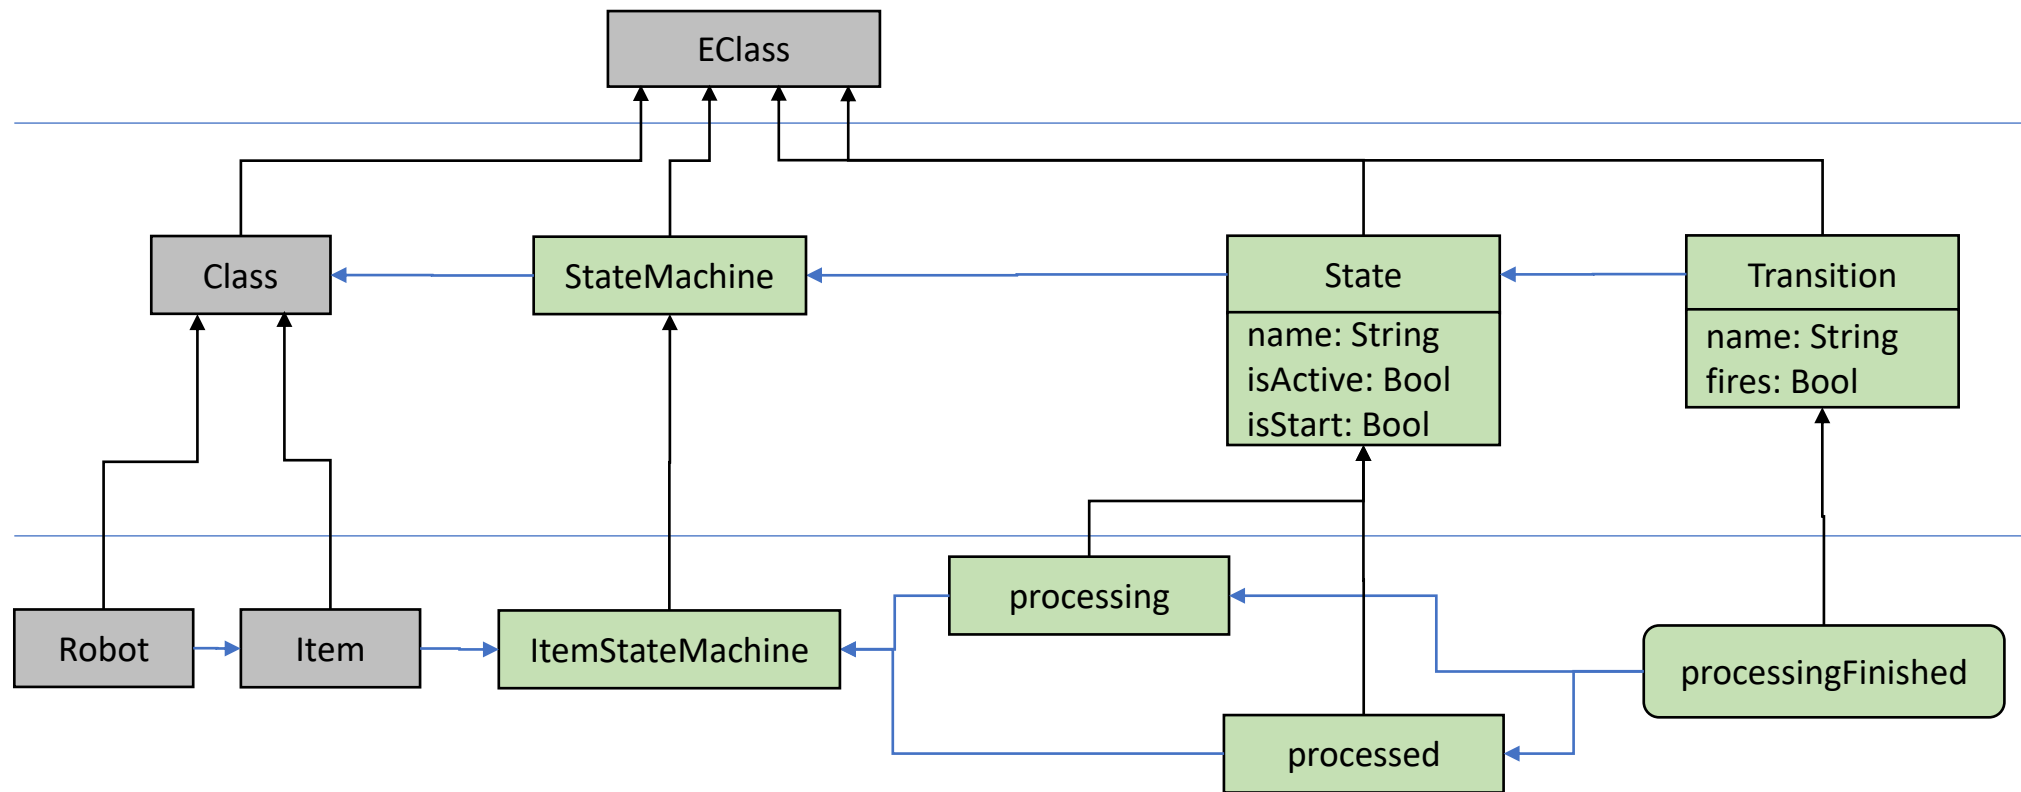 EClass
Class
StateMachine
State
name: String
isActive: Bool
isStart: Bool
Transition
name: String
fires: Bool
Robot
Item
ItemStateMachine
processing
processed
processingFinished